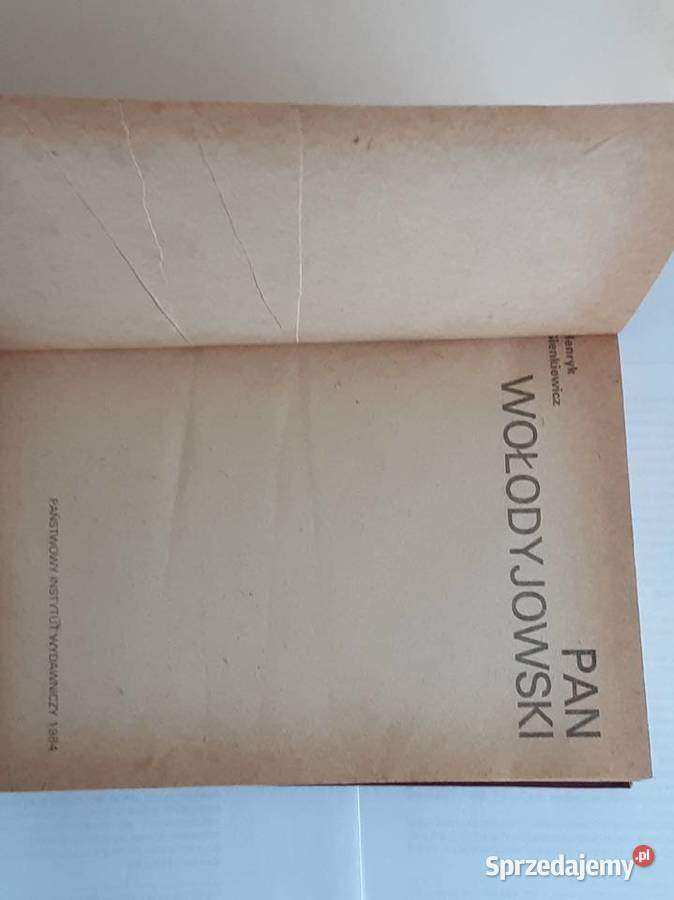 Henryk
Sienkiewicz
PAN
WOŁODYJOWSKI
PAŃSTWOWY INSTYTUT WYDAWNICZY 1984
Sprzedajemy.pl